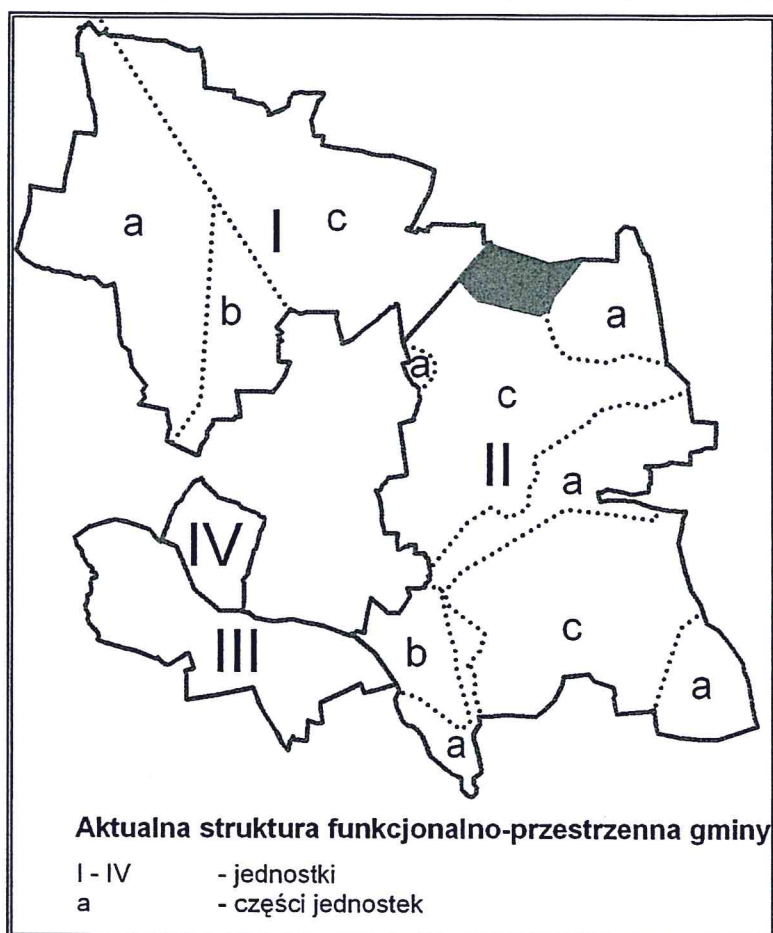 a
I
c
b
a
a
c
II
a
IV
III
b
c
a
a
Aktualna struktura funkcjonalno-przestrzenna gminy
I - IV - jednostki
a - części jednostek